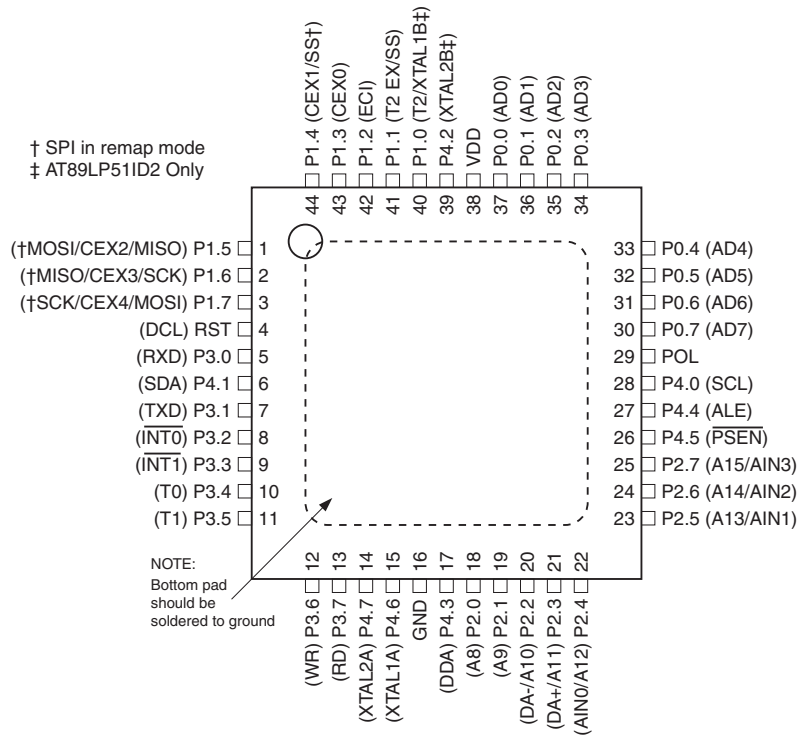 † SPI in remap mode
‡ AT89LP51ID2 Only
P1.4 (CEX1/SS†)
P1.3 (CEX0)
P1.2 (ECI)
P1.1 (T2 EX/SS)
P1.0 (T2/XTAL1B‡)
P4.2 (XTAL2B‡)
VDD
P0.0 (AD0)
P0.1 (AD1)
P0.2 (AD2)
P0.3 (AD3)
44 43 42 41 40 39 38 37 36 35 34
(†MOSI/CEX2/MISO) P1.5 1
(†MISO/CEX3/SCK) P1.6 2
(†SCK/CEX4/MOSI) P1.7 3
(DCL) RST 4
(RXD) P3.0 5
(SDA) P4.1 6
(TXD) P3.1 7
(INT0) P3.2 8
(INT1) P3.3 9
(T0) P3.4 10
(T1) P3.5 11
33 P0.4 (AD4)
32 P0.5 (AD5)
31 P0.6 (AD6)
30 P0.7 (AD7)
29 POL
28 P4.0 (SCL)
27 P4.4 (ALE)
26 P4.5 (PSEN)
25 P2.7 (A15/AIN3)
24 P2.6 (A14/AIN2)
23 P2.5 (A13/AIN1)
NOTE:
Bottom pad
should be
soldered to ground
12 13 14 15 16 17 18 19 20 21 22
(WR) P3.6
(RD) P3.7
(XTAL2A) P4.7
(XTAL1A) P4.6
GND
(DDA) P4.3
(A8) P2.0
(A9) P2.1
(DA-/A10) P2.2
(DA+/A11) P2.3
(AIN0/A12) P2.4